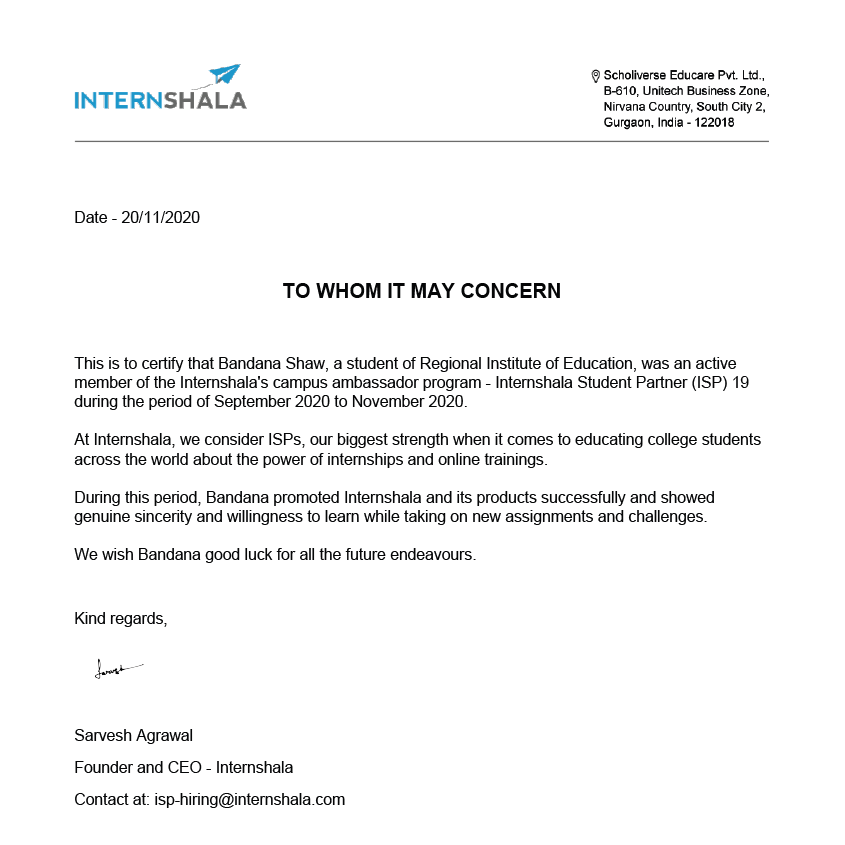 INTERNSHALA
Scholiverse Educare Pvt. Ltd.,
B-610, Unitech Business Zone,
Nirvana Country, South City 2,
Gurgaon, India - 122018
Date - 20/11/2020
TO WHOM IT MAY CONCERN
This is to certify that Bandana Shaw, a student of Regional Institute of Education, was an active
member of the Internshala's campus ambassador program - Internshala Student Partner (ISP) 19
during the period of September 2020 to November 2020.
At Internshala, we consider ISPs, our biggest strength when it comes to educating college students
across the world about the power of internships and online trainings.
During this period, Bandana promoted Internshala and its products successfully and showed
genuine sincerity and willingness to learn while taking on new assignments and challenges.
We wish Bandana good luck for all the future endeavours.
Kind regards,
Sarvesh Agrawal
Founder and CEO - Internshala
Contact at: isp-hiring@internshala.com